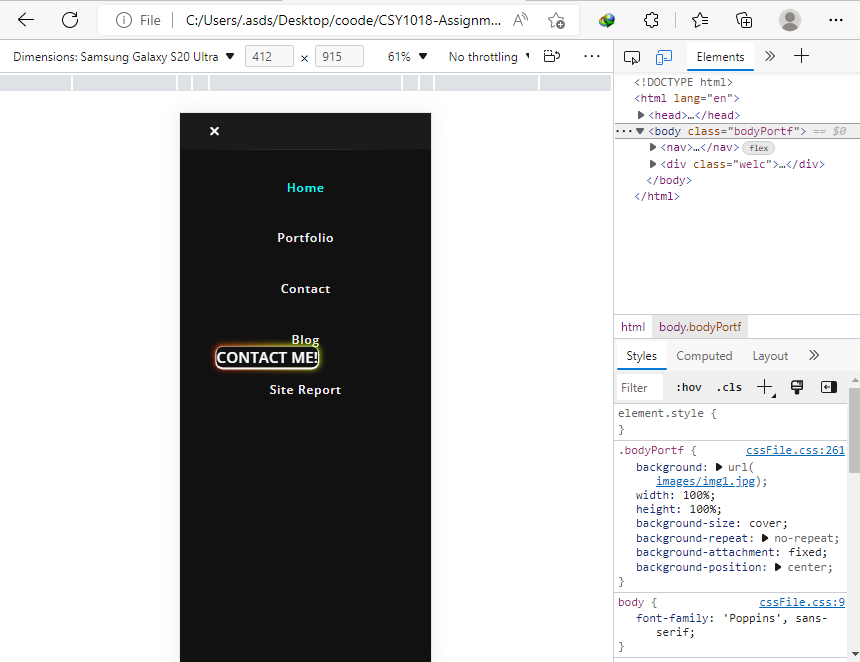 File C:/Users/.asds/Desktop/coode/CSY1018-Assignm... A
Dimensions: Samsung Galaxy S20 Ultra ▼ 412 x 915 61% ▼ No throttling ▼
Elements
<!DOCTYPE html>
<html lang="en">
▶<head>…</head>
···▼<body class="bodyPortf"> == $0
▶<nav>…</nav> flex
▶<div class="welc">…</div>
</body>
</html>
×
Home
Portfolio
Contact
Blog
CONTACT ME!
Site Report
html body.bodyPortf
Styles Computed Layout
Filter :hov .cls
element.style {
}
.bodyPortf { cssFile.css:261
background: ▶ url(
images/img1.jpg);
width: 100%;
height: 100%;
background-size: cover;
background-repeat: ▶ no-repeat;
background-attachment: fixed;
background-position: ▶ center;
}
body { cssFile.css:9
font-family: 'Poppins', sans-
serif;
}